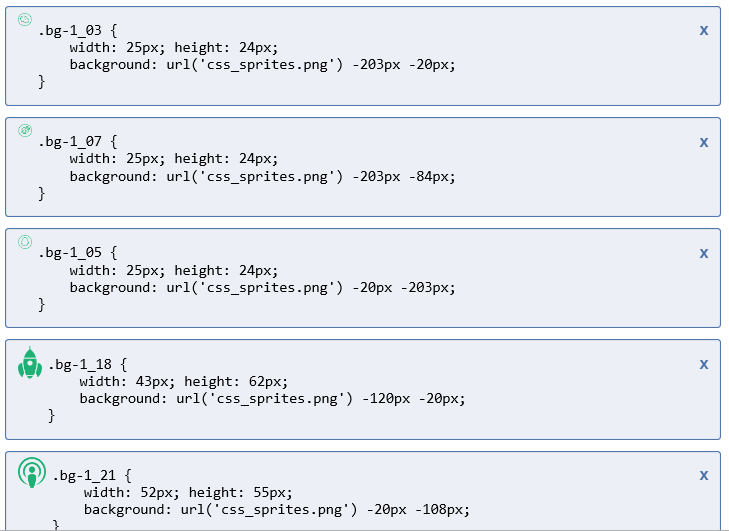 .bg-1_03 {
x
width: 25px; height: 24px;
background: url('css_sprites.png') -203px -20px;
}
.bg-1_07 {
x
width: 25px; height: 24px;
background: url('css_sprites.png') -203px -84px;
}
.bg-1_05 {
x
width: 25px; height: 24px;
background: url('css_sprites.png') -20px -203px;
}
.bg-1_18 {
x
width: 43px; height: 62px;
background: url('css_sprites.png') -120px -20px;
}
.bg-1_21 {
x
width: 52px; height: 55px;
background: url('css_sprites.png') -20px -108px;
}